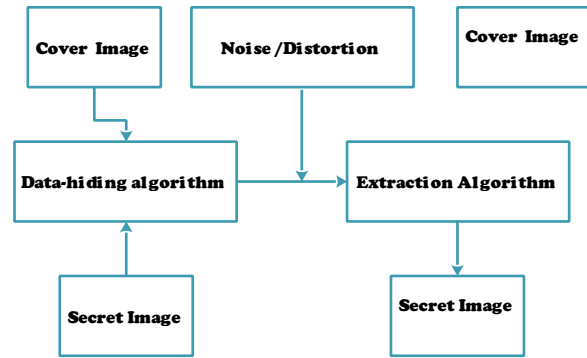 Cover Image
Noise/Distortion
Cover Image
Data-hiding algorithm
Extraction Algorithm
Secret Image
Secret Image